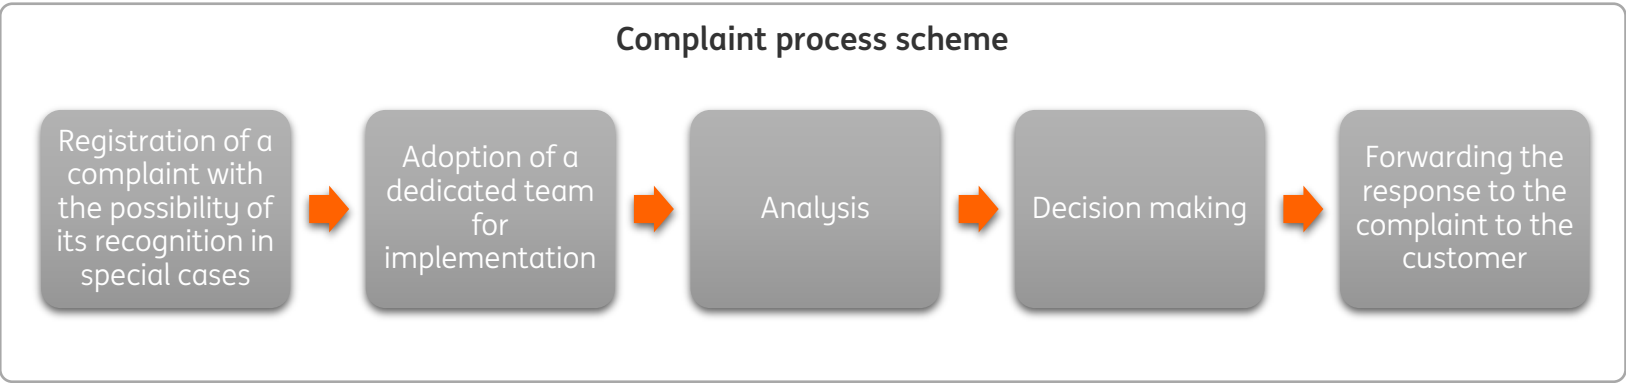 Complaint process scheme
Registration of a
complaint with
the possibility of
its recognition in
special cases
Adoption of a
dedicated team
for
implementation
Analysis
Decision making
Forwarding the
response to the
complaint to the
customer